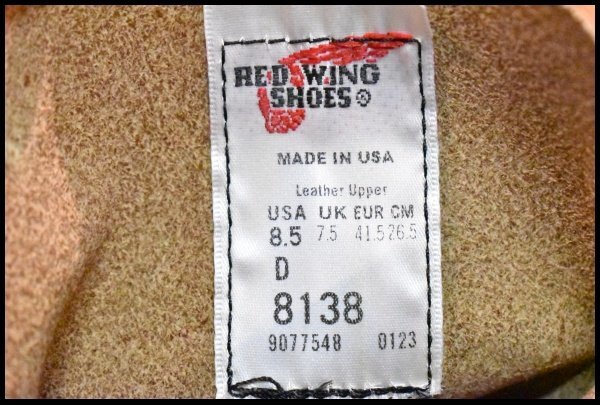 RED WING
SHOES ®
MADE IN USA
Leather Upper
USA UK EUR CM
8.5 7.5 41.5 26.5
D
8138
9077548 0123